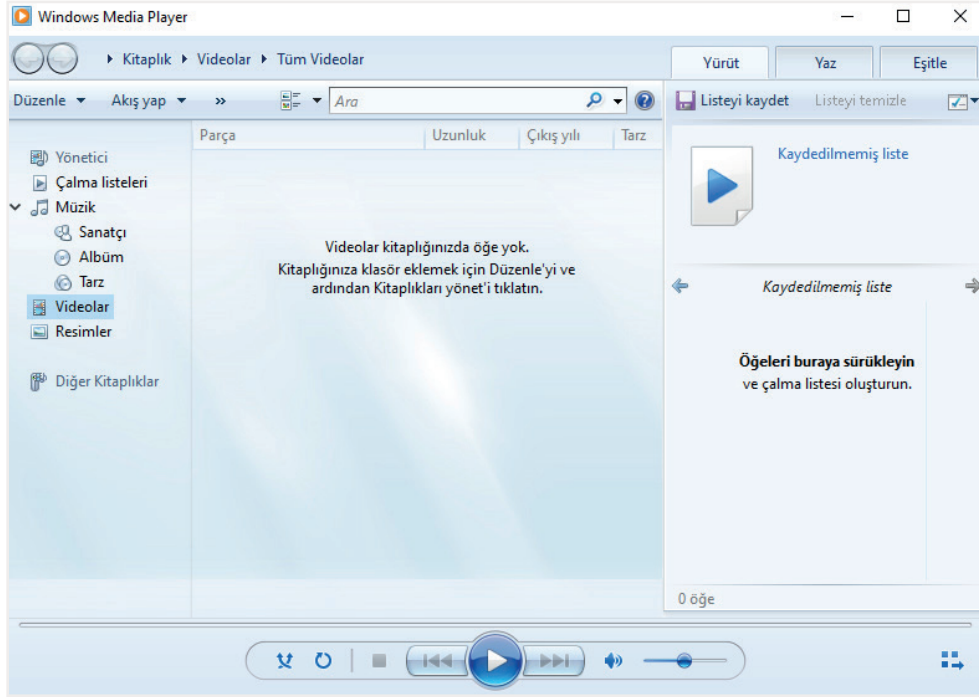 Windows Media Player
Kitaplık Videolar Tüm Videolar
Yürüt Yaz Eşitle
Düzenle Akış yap » Ara
Listeyi kaydet Listeyi temizle
Parça Uzunluk Çıkış yılı Tarz
Yönetici
Çalma listeleri
Müzik
Sanatçı
Albüm
Tarz
Videolar
Resimler
Diğer Kitaplıklar
Videolar kitaplığınızda öğe yok.
Kitaplığınıza klasör eklemek için Düzenle'yi ve
ardından Kitaplıkları yönet'i tıklatın.
Kaydedilmemiş liste
Kaydedilmemiş liste
Öğeleri buraya sürükleyin
ve çalma listesi oluşturun.
0 öğe